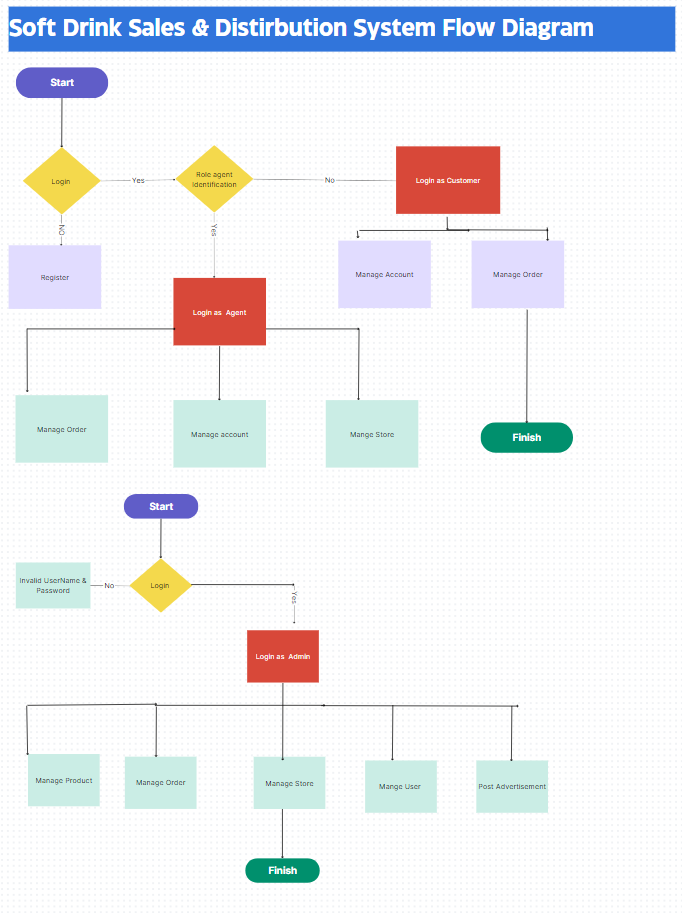 Soft Drink Sales & Distirbution System Flow Diagram
Start
Login
Yes
Role agent
Identification
No
Login as Customer
NO
Yes
Register
Manage Account
Manage Order
Login as Agent
Manage Order
Manage account
Mange Store
Finish
Start
Invalid UserName &
Password
No
Login
Yes
Login as Admin
Manage Product
Manage Order
Manage Store
Mange User
Post Advertisement
Finish